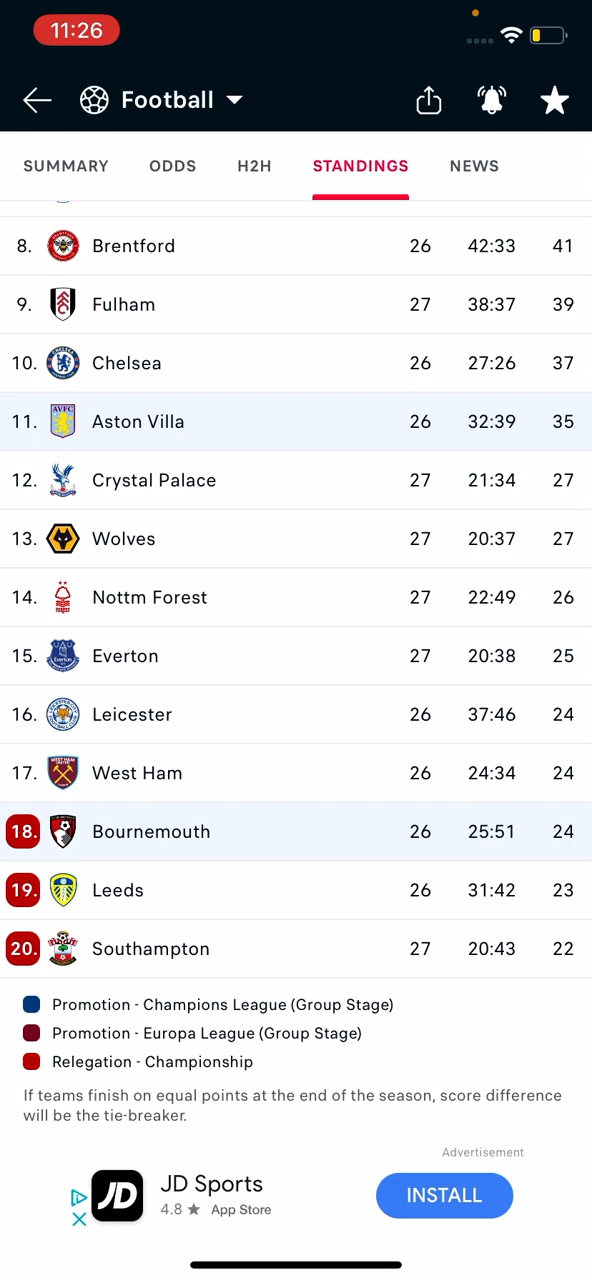 11:26
Football
SUMMARY ODDS H2H STANDINGS NEWS
8. Brentford 26 42:33 41
9. Fulham 27 38:37 39
10. Chelsea 26 27:26 37
11. Aston Villa 26 32:39 35
12. Crystal Palace 27 21:34 27
13. Wolves 27 20:37 27
14. Nottm Forest 27 22:49 26
15. Everton 27 20:38 25
16. Leicester 26 37:46 24
17. West Ham 26 24:34 24
18. Bournemouth 26 25:51 24
19. Leeds 26 31:42 23
20. Southampton 27 20:43 22
Promotion - Champions League (Group Stage)
Promotion - Europa League (Group Stage)
Relegation - Championship
If teams finish on equal points at the end of the season, score difference
will be the tie-breaker.
Advertisement
JD
JD Sports
4.8 ★ App Store
INSTALL